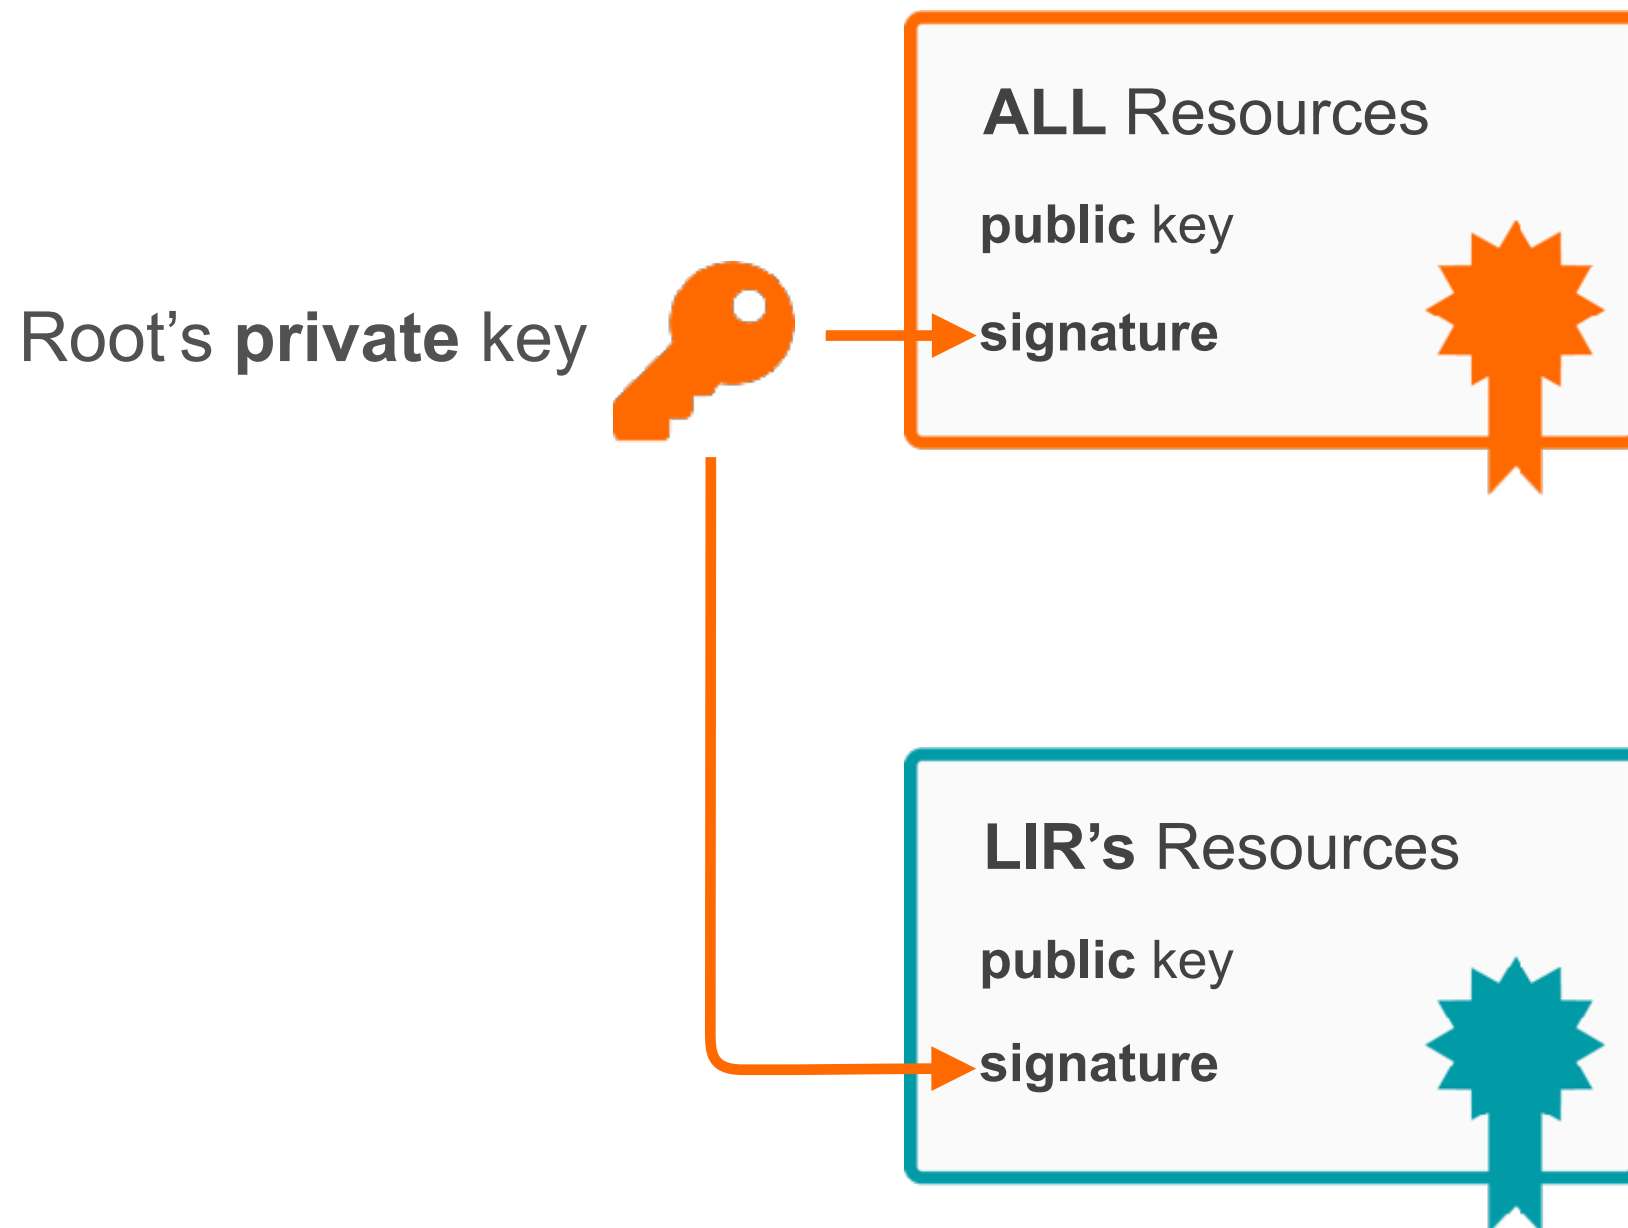 ALL Resources
public key
Root’s private key
signature
LIR’s Resources
public key
signature